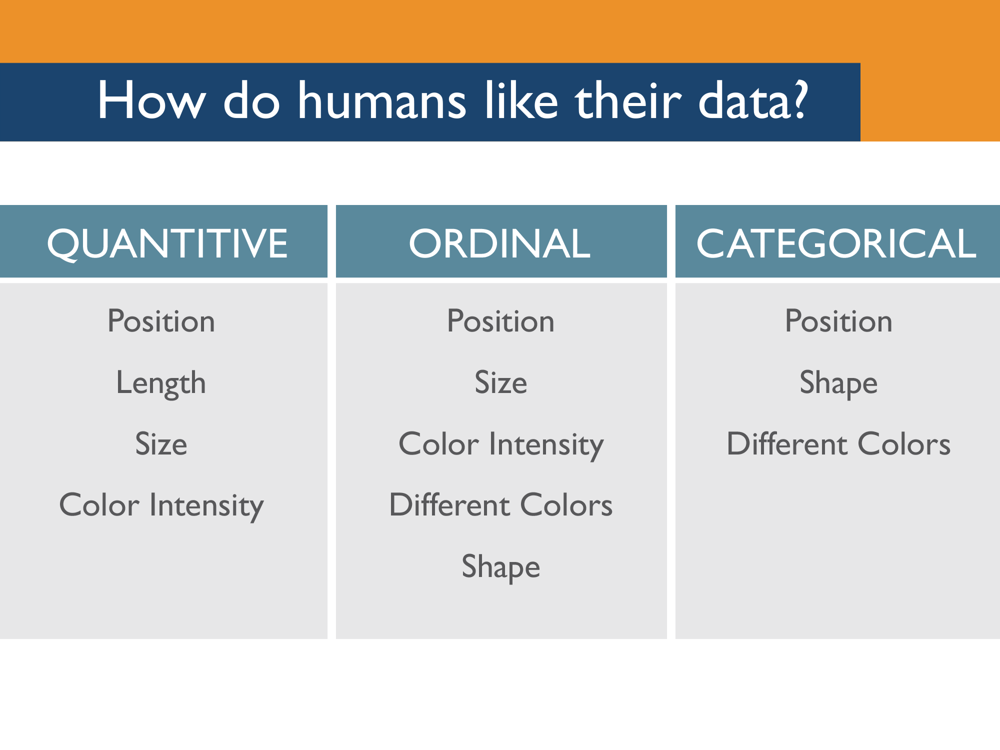 How do humans like their data?
QUANTITIVE
Position
Length
Size
Color Intensity
ORDINAL
Position
Size
Color Intensity
Different Colors
Shape
CATEGORICAL
Position
Shape
Different Colors